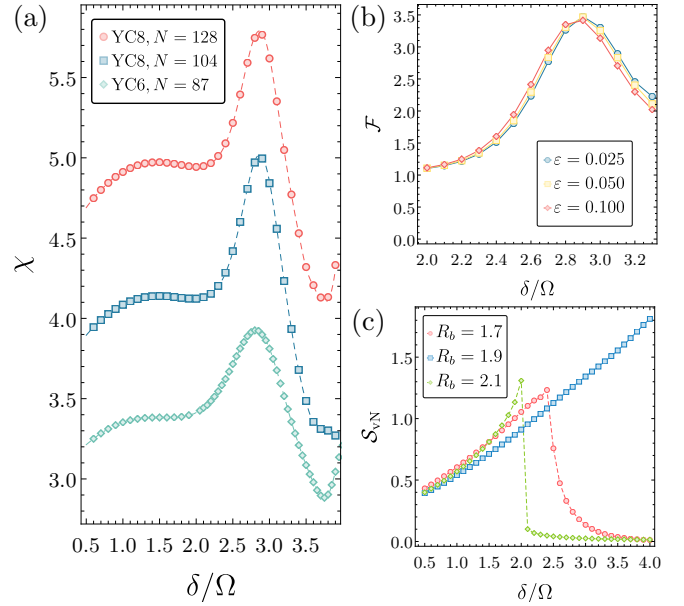 (a)
YC8, N = 128
YC8, N = 104
YC6, N = 87
5.5
5.0
4.5
4.0
3.5
3.0
χ
0.5 1.0 1.5 2.0 2.5 3.0 3.5
δ/Ω
(b)
3.5
3.0
2.5
2.0
1.5
1.0
0.5
0.0
ℱ
ε = 0.025
ε = 0.050
ε = 0.100
2.0 2.2 2.4 2.6 2.8 3.0 3.2
δ/Ω
(c)
R_b = 1.7
R_b = 1.9
R_b = 2.1
1.5
1.0
0.5
0.0
𝒮_vN
0.5 1.0 1.5 2.0 2.5 3.0 3.5 4.0
δ/Ω